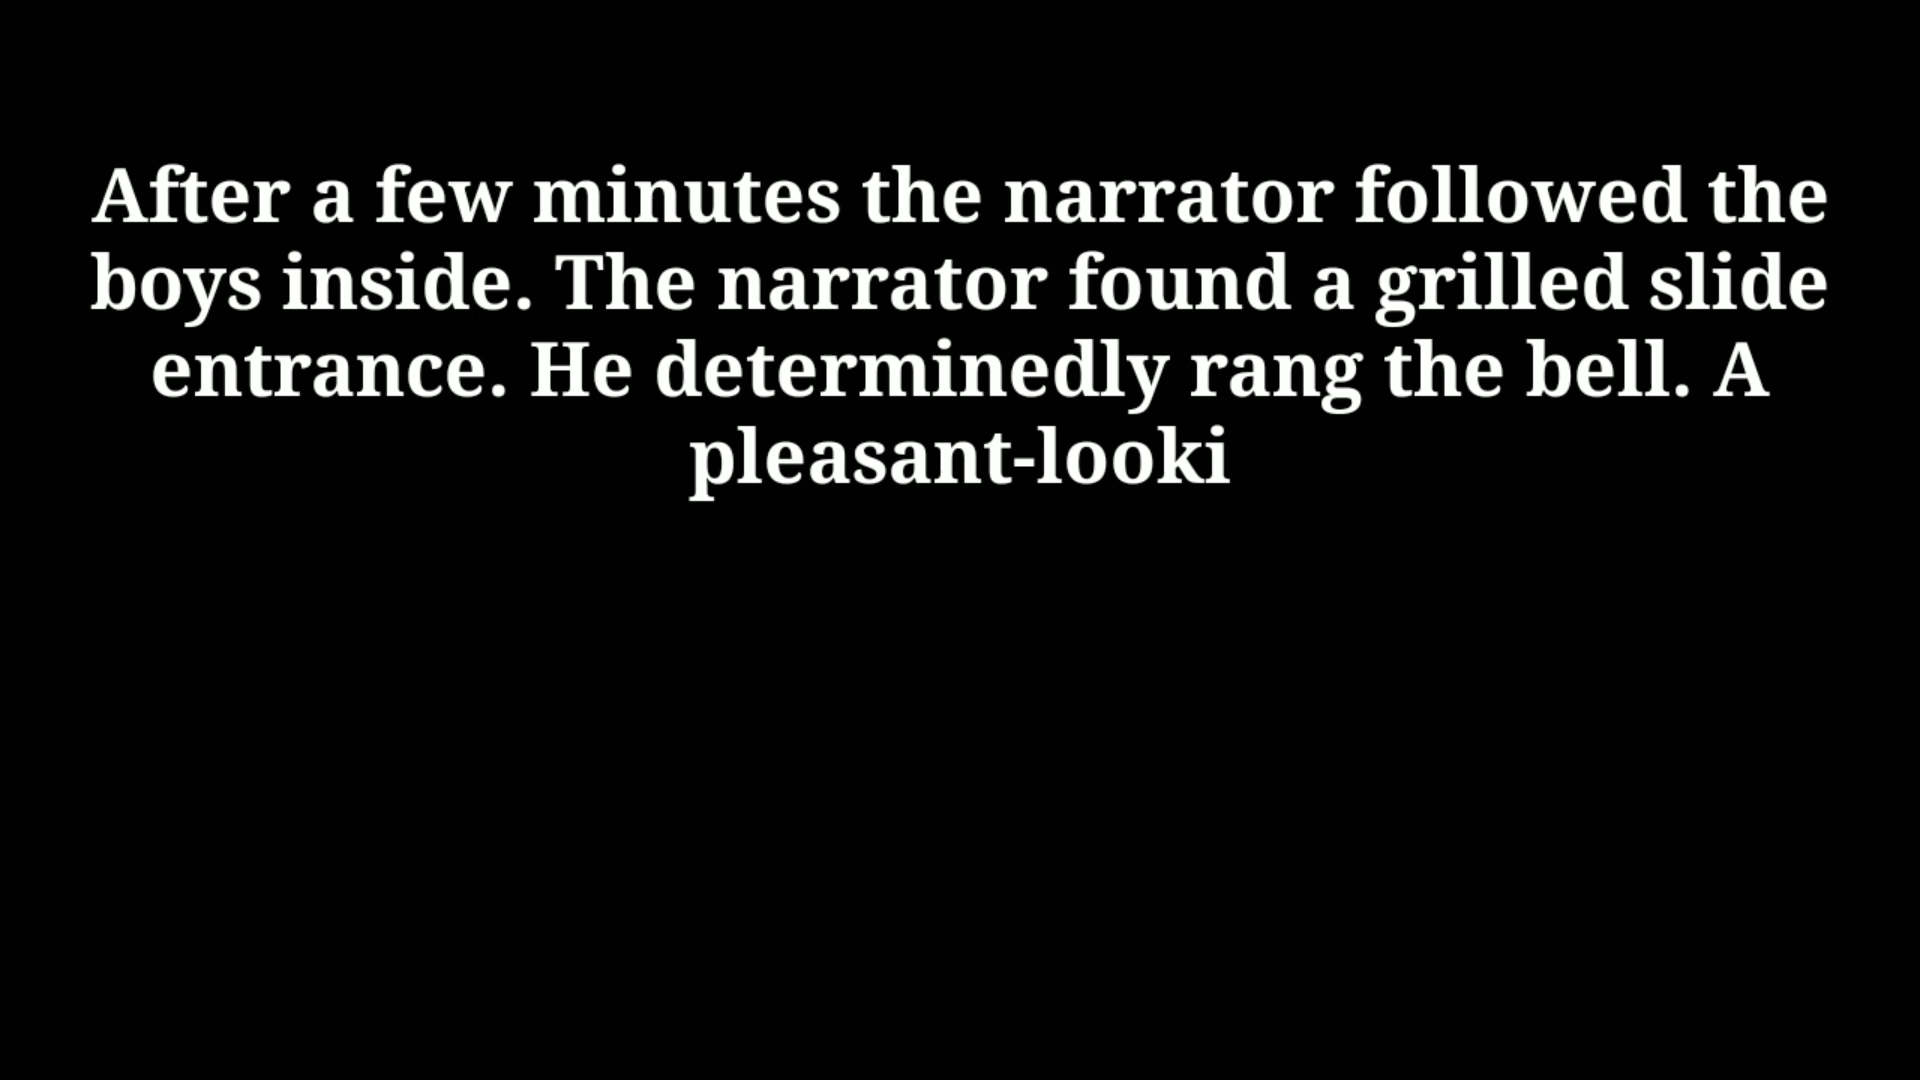 After a few minutes the narrator followed the
boys inside. The narrator found a grilled slide
entrance. He determinedly rang the bell. A
pleasant-looki